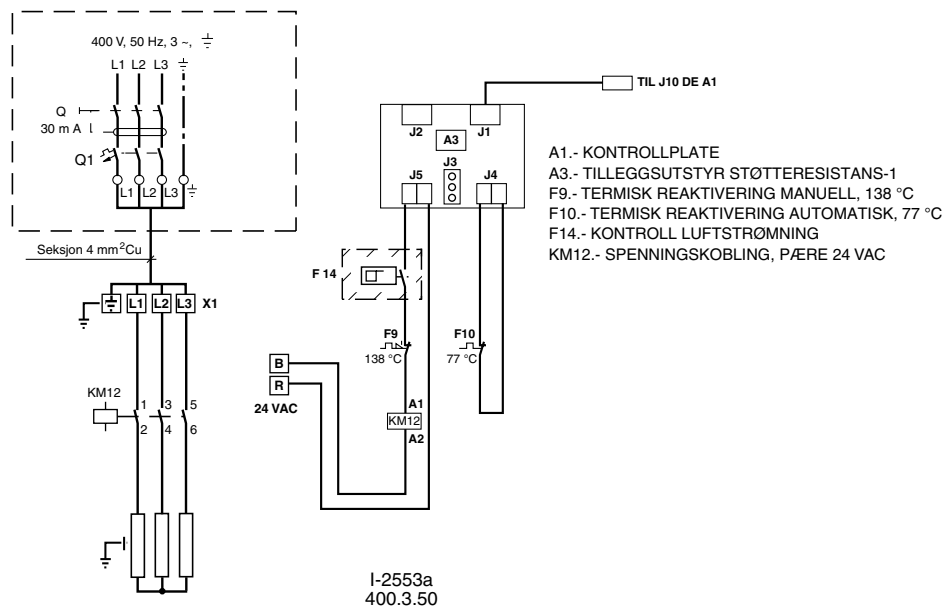 400 V, 50 Hz, 3 ~,
L1 L2 L3
Q
30 m A I
Q1
L1 L2 L3
Seksjon 4 mm²Cu
L1 L2 L3 X1
KM12
1 3 5
2 4 6
TIL J10 DE A1
J2 J1
A3
J3
J5 J4
F 14
F9
138 °C
F10
77 °C
B
R
24 VAC
A1
KM12
A2
A1.- KONTROLLPLATE
A3.- TILLEGGSUTSTYR STØTTERESISTANS-1
F9.- TERMISK REAKTIVERING MANUELL, 138 °C
F10.- TERMISK REAKTIVERING AUTOMATISK, 77 °C
F14.- KONTROLL LUFTSTRØMNING
KM12.- SPENNINGSKOBLING, PÆRE 24 VAC
I-2553a
400.3.50